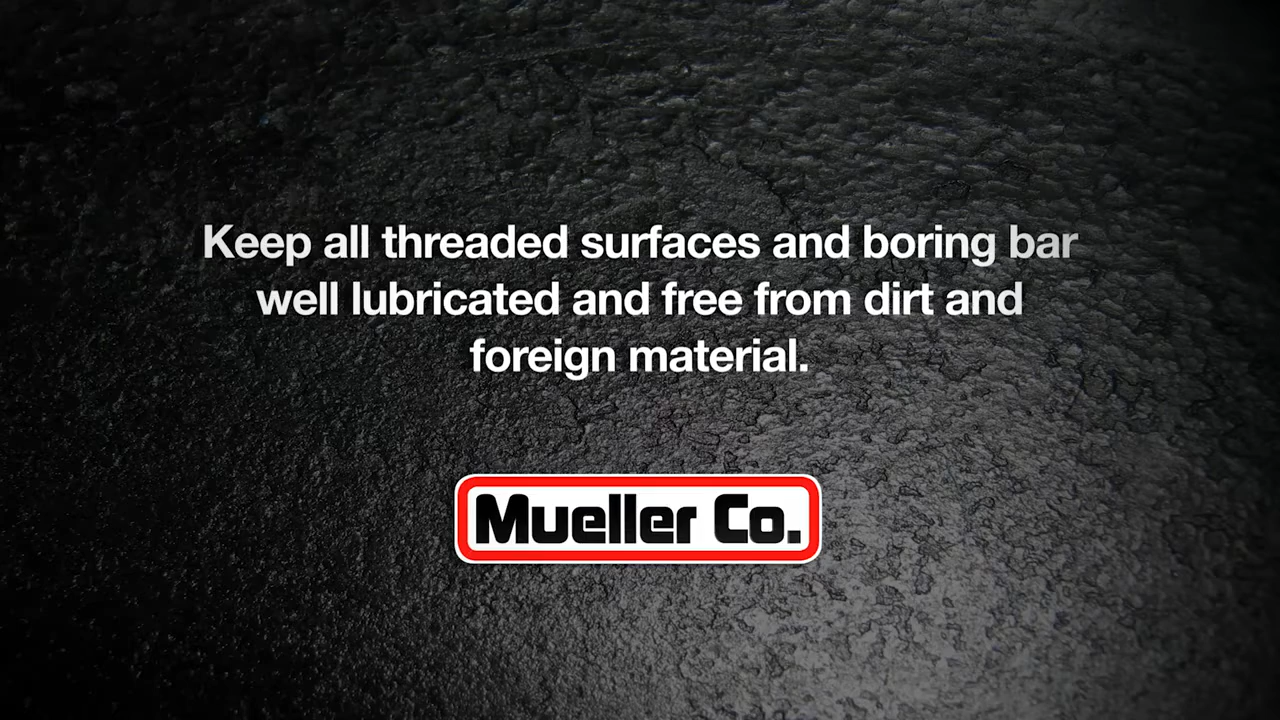 Keep all threaded surfaces and boring bar
well lubricated and free from dirt and
foreign material.
Mueller Co.